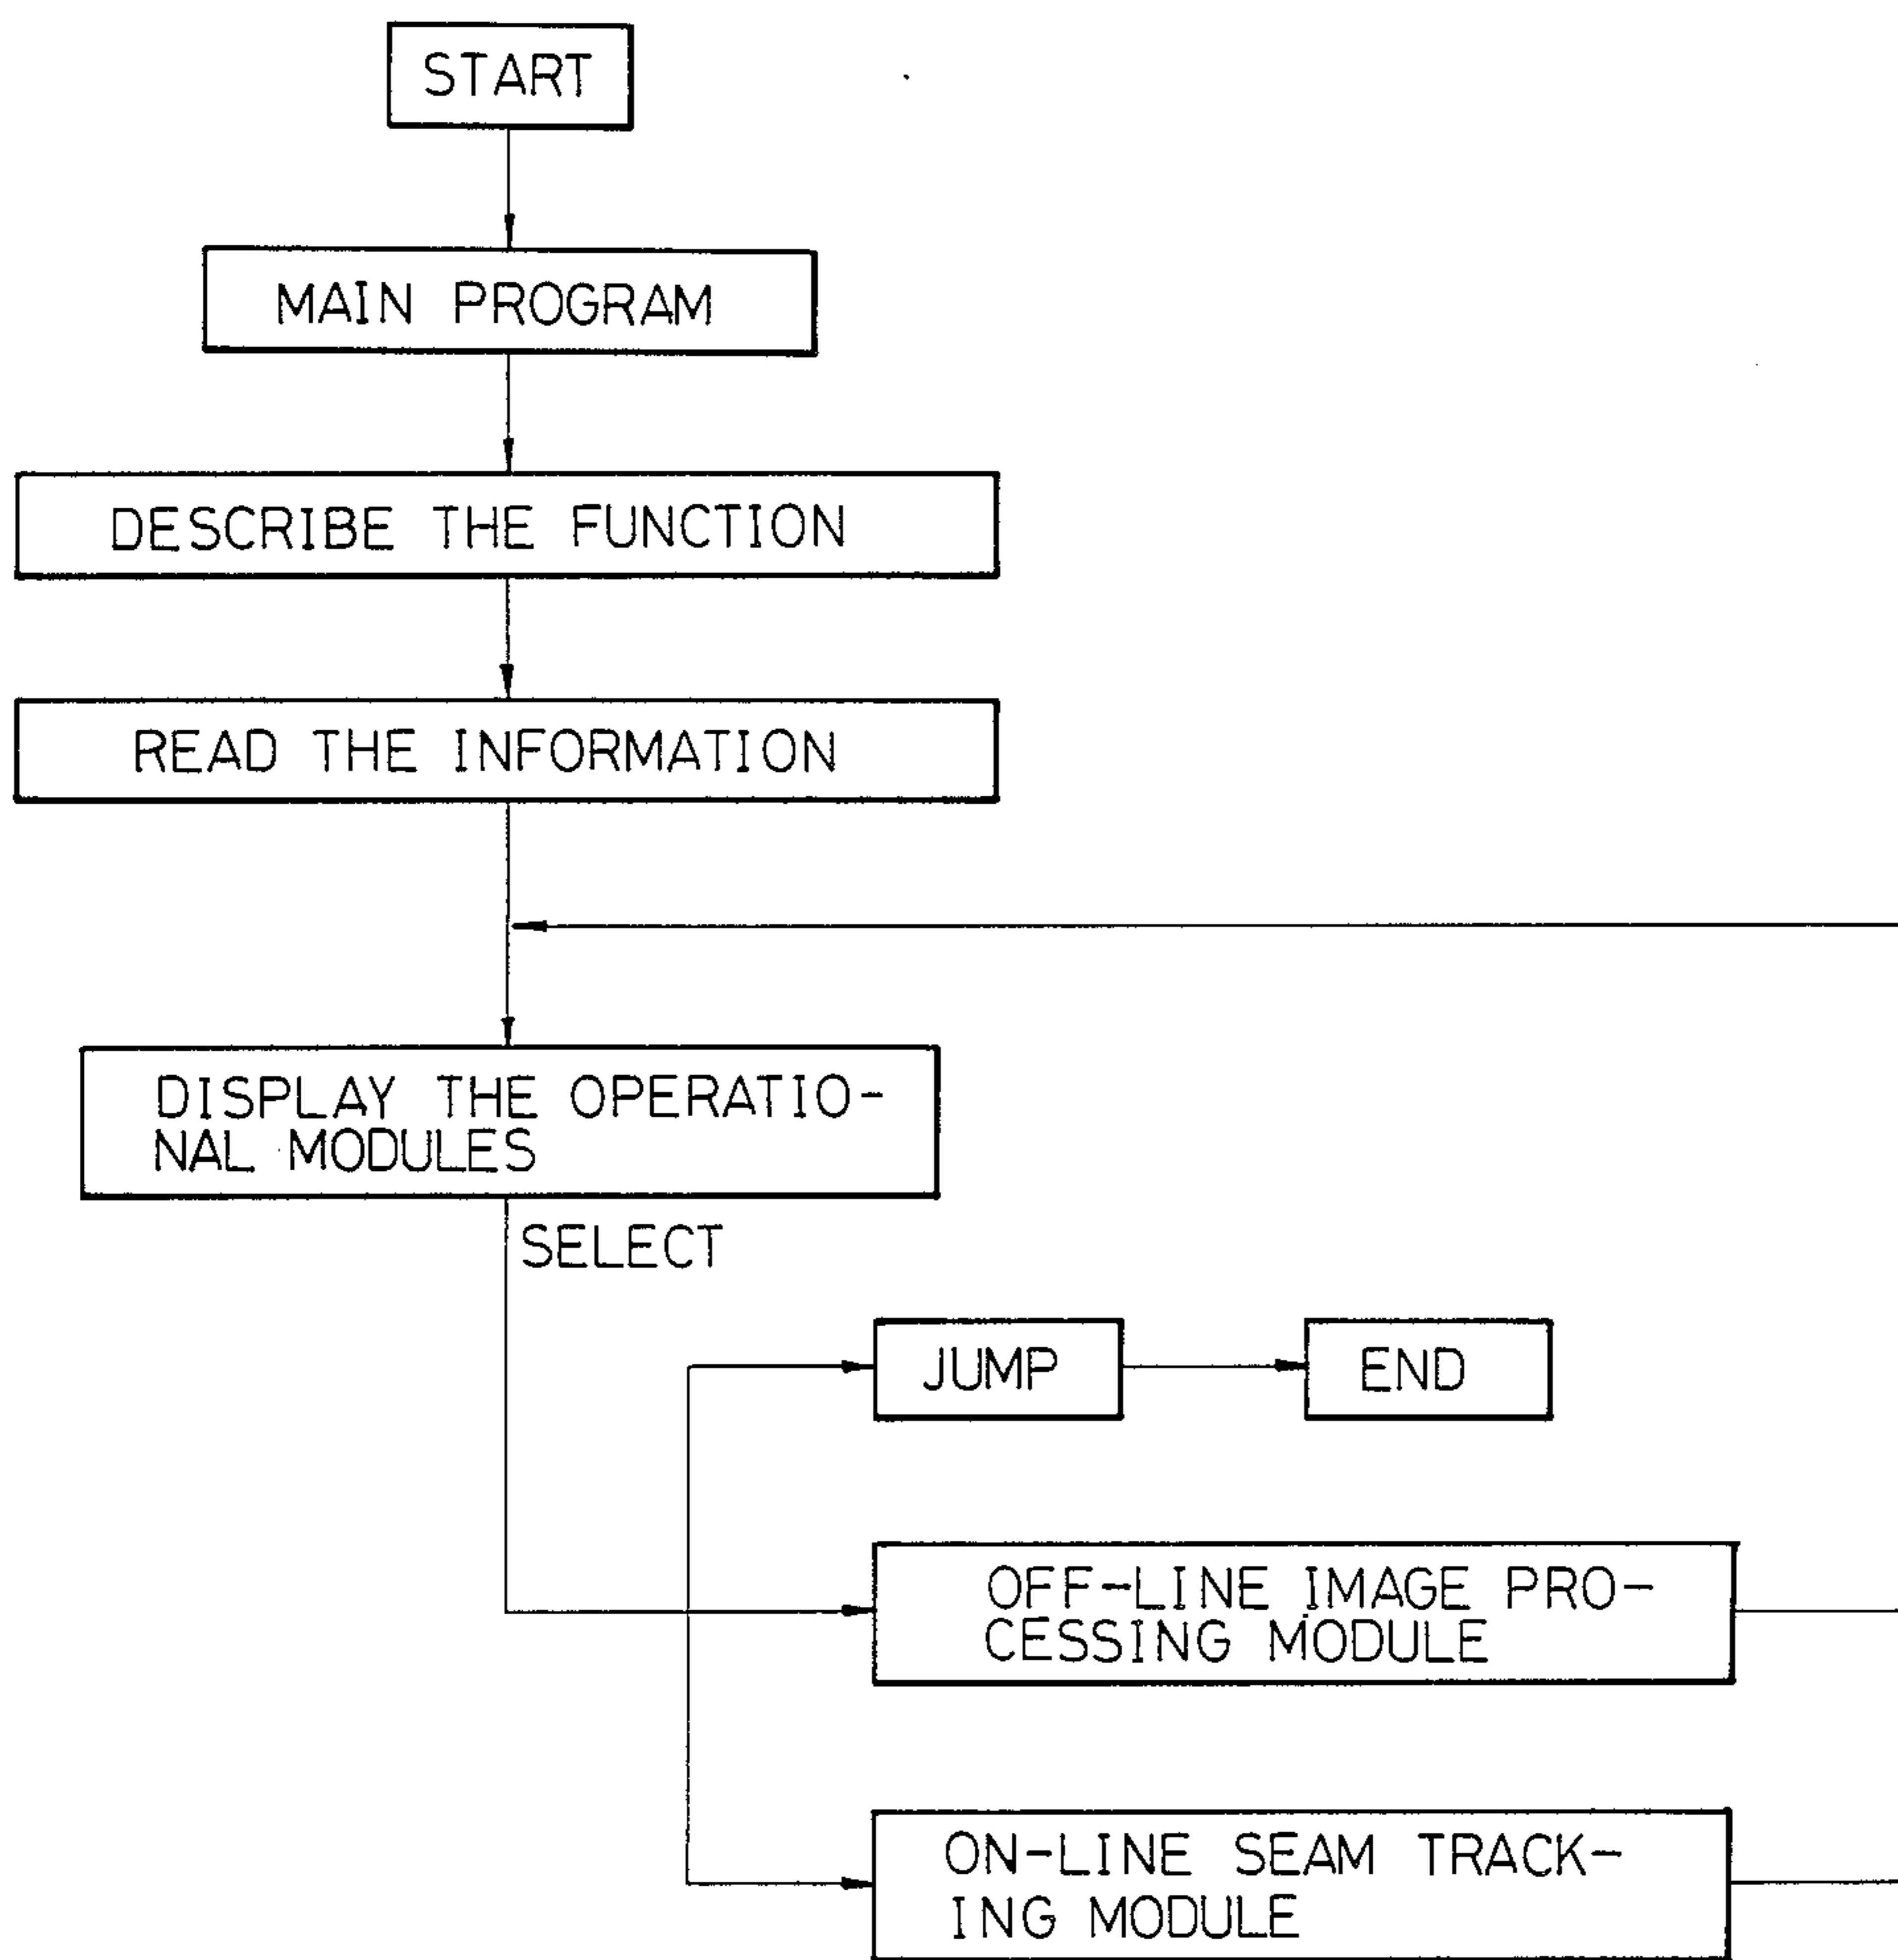 START
MAIN PROGRAM
DESCRIBE THE FUNCTION
READ THE INFORMATION
DISPLAY THE OPERATIO-
NAL MODULES
SELECT
JUMP
END
OFF-LINE IMAGE PRO-
CESSING MODULE
ON-LINE SEAM TRACK-
ING MODULE